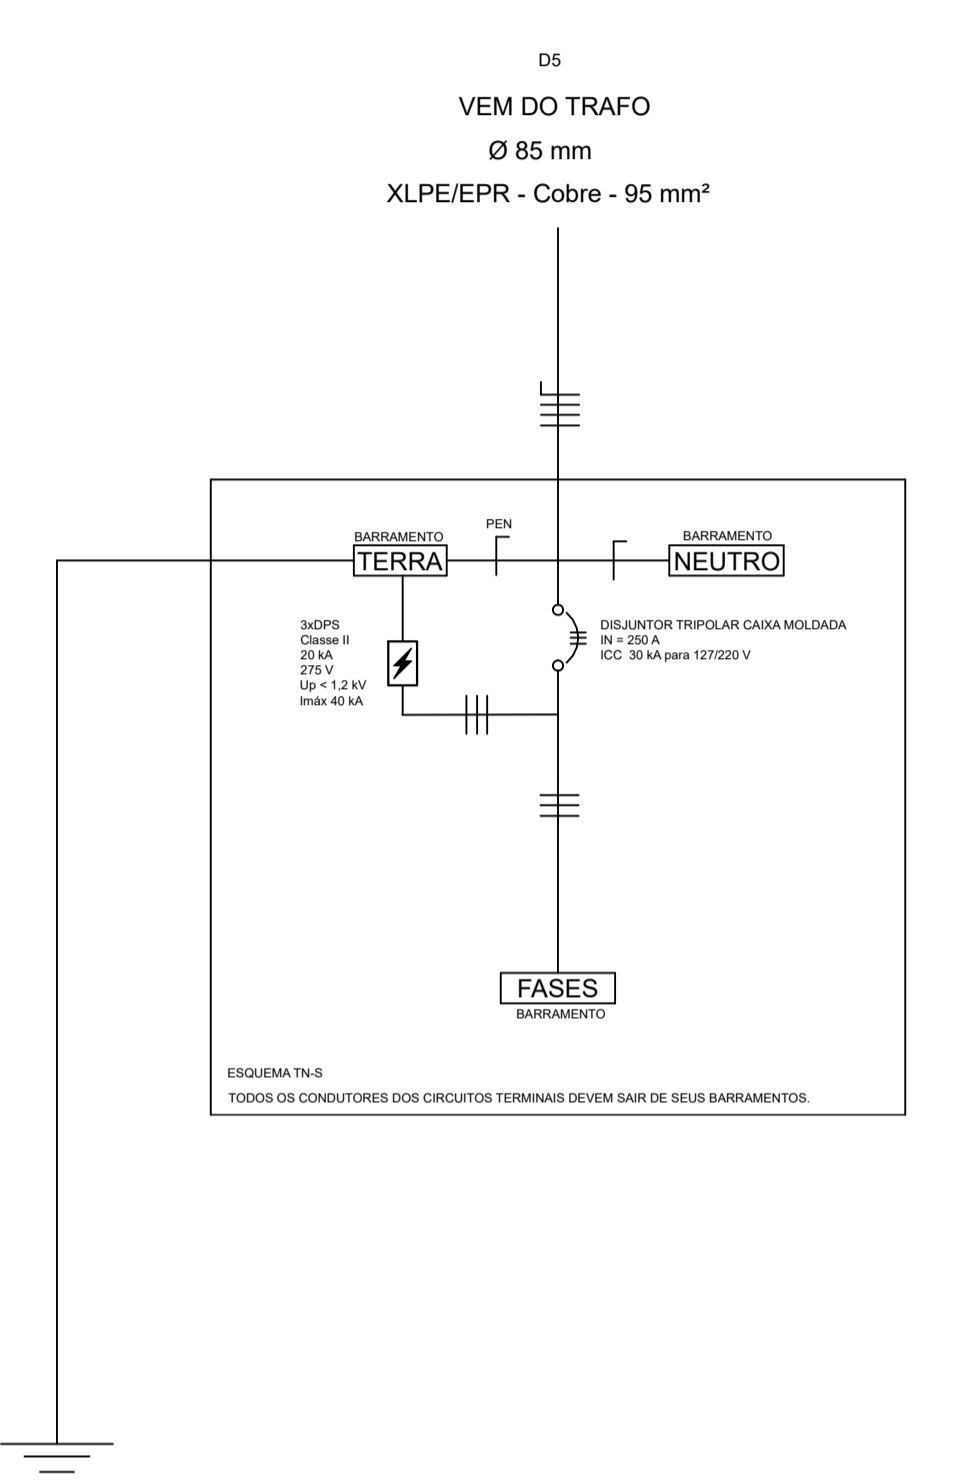 D5
VEM DO TRAFO
Ø 85 mm
XLPE/EPR - Cobre - 95 mm²
PEN
BARRAMENTO
TERRA
BARRAMENTO
NEUTRO
3xDPS
Classe II
20 kA
275 V
Up < 1,2 kV
Imáx 40 kA
DISJUNTOR TRIPOLAR CAIXA MOLDADA
IN = 250 A
ICC  30 kA para 127/220 V
FASES
BARRAMENTO
ESQUEMA TN-S
TODOS OS CONDUTORES DOS CIRCUITOS TERMINAIS DEVEM SAIR DE SEUS BARRAMENTOS.